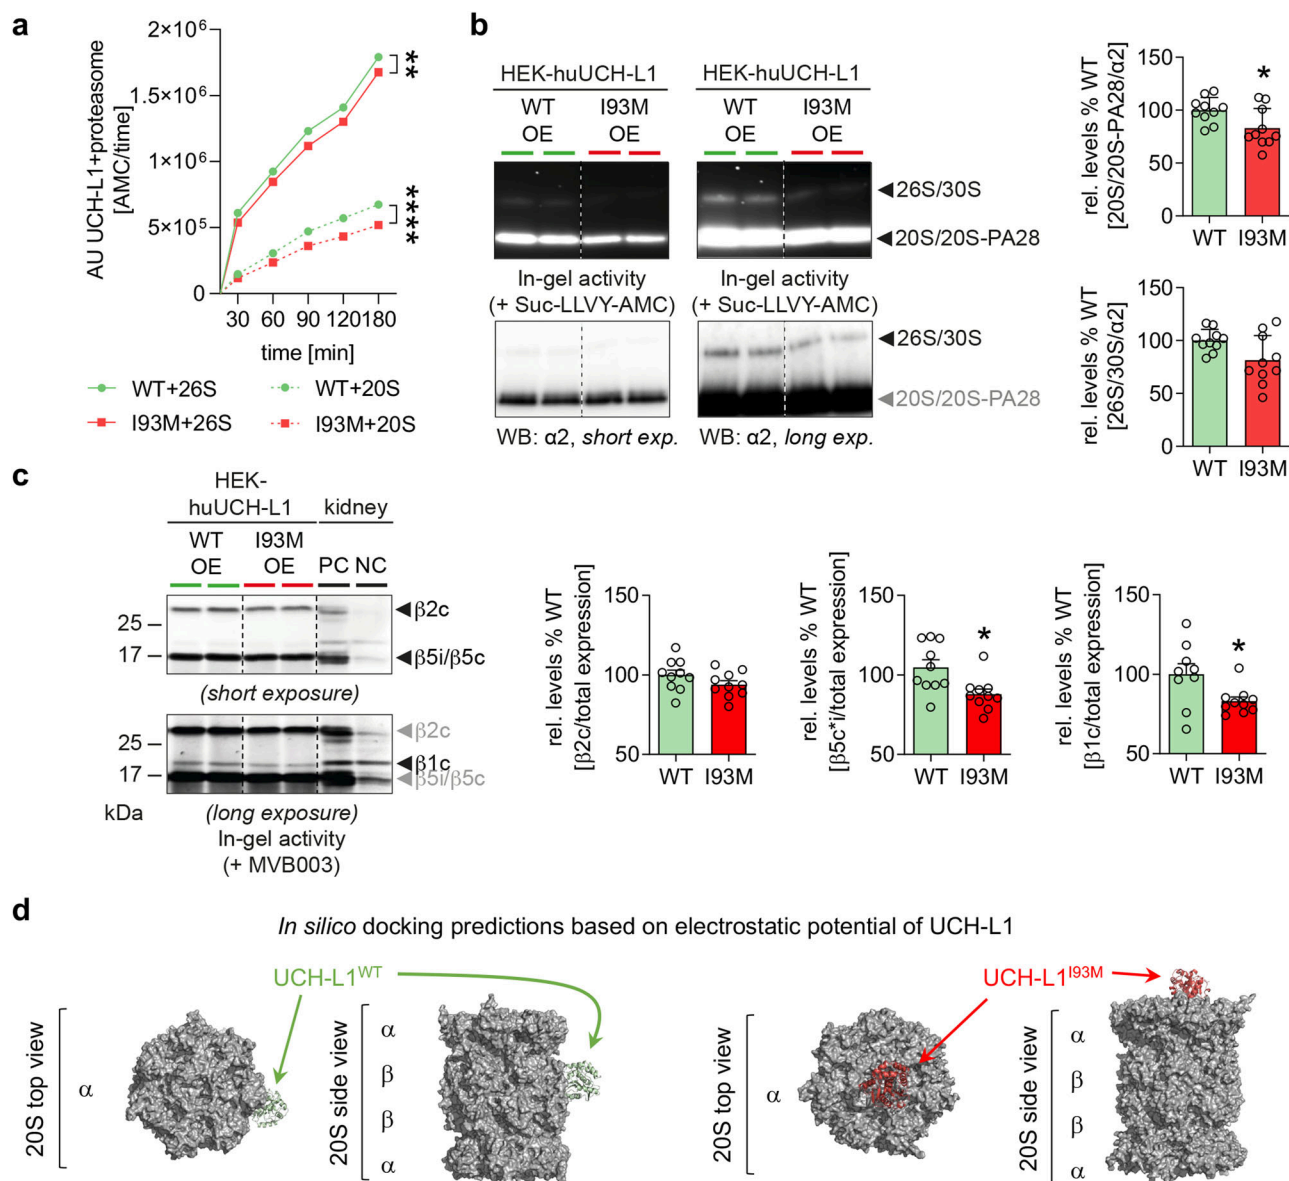 a
AU UCH-L1+proteasome
[AMC/time]
2×10⁶
1.5×10⁶
1×10⁶
5×10⁵
0
30 60 90 120 180
time [min]
**
****
WT+26S
WT+20S
I93M+26S
I93M+20S
b
HEK-huUCH-L1
HEK-huUCH-L1
WT OE
I93M OE
WT OE
I93M OE
26S/30S
20S/20S-PA28
In-gel activity
(+ Suc-LLVY-AMC)
In-gel activity
(+ Suc-LLVY-AMC)
26S/30S
20S/20S-PA28
WB: α2, short exp.
WB: α2, long exp.
rel. levels % WT
[20S/20S-PA28/α2]
150
100
50
0
*
WT I93M
rel. levels % WT
[26S/30S/α2]
150
100
50
0
WT I93M
c
HEK-
huUCH-L1
kidney
WT OE
I93M OE
PC NC
25
17
β2c
β5i/β5c
(short exposure)
25
17
kDa
β2c
β1c
β5i/β5c
(long exposure)
In-gel activity
(+ MVB003)
rel. levels % WT
[β2c/total expression]
150
100
50
WT I93M
rel. levels % WT
[β5c*i/total expression]
150
100
50
*
WT I93M
rel. levels % WT
[β1c/total expression]
150
100
50
*
WT I93M
d
In silico docking predictions based on electrostatic potential of UCH-L1
UCH-L1ᵂᵀ
UCH-L1ᴵ⁹³ᴹ
20S top view
α
20S side view
α
β
β
α
20S top view
α
20S side view
α
β
β
α